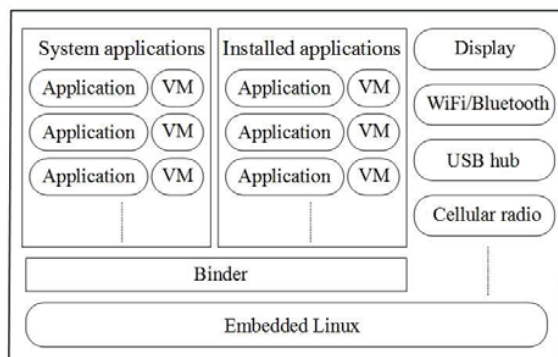 System applications
Application VM
Application VM
Application VM
Installed applications
Application VM
Application VM
Application VM
Display
WiFi/Bluetooth
USB hub
Cellular radio
Binder
Embedded Linux